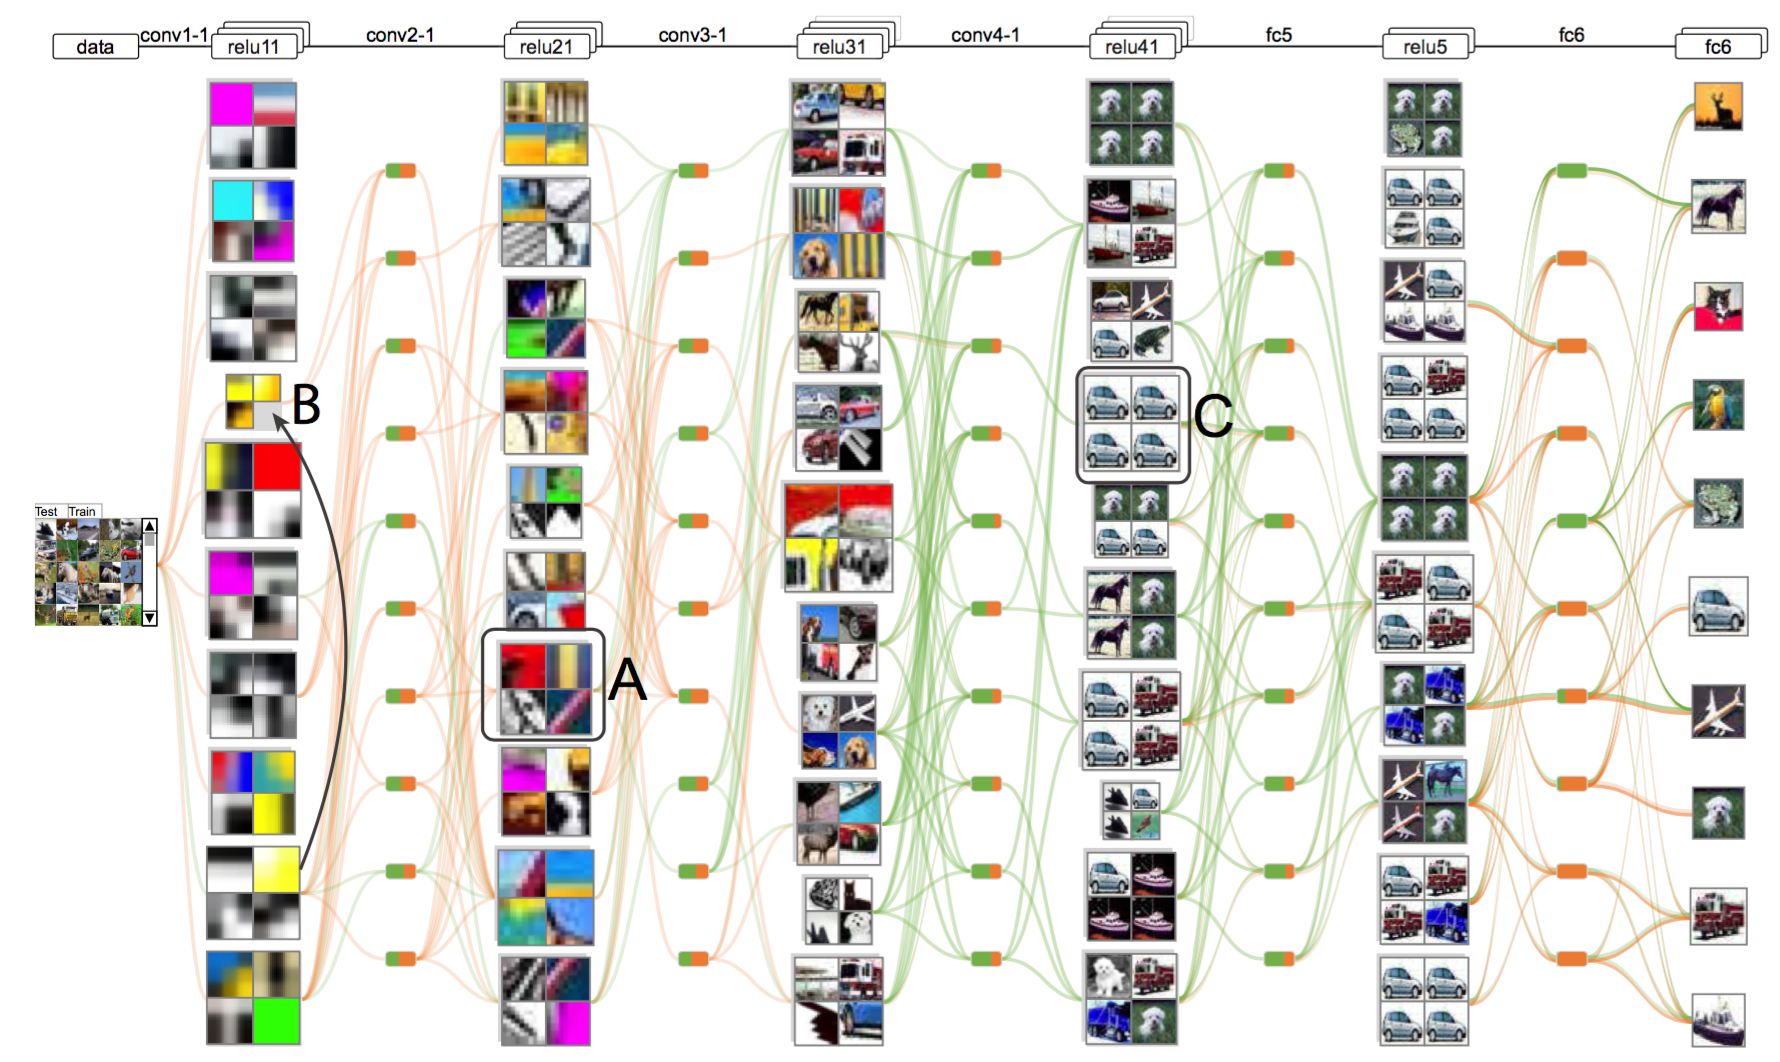 data conv1-1 relu11 conv2-1 relu21 conv3-1 relu31 conv4-1 relu41 fc5 relu5 fc6 fc6
B
C
Test Train
A